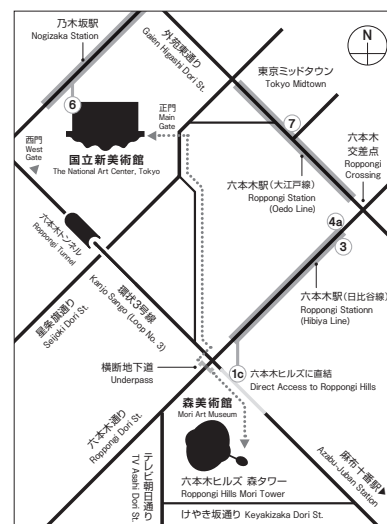 乃木坂駅
Nogizaka Station
外苑東通り
Gaien Higashi Dori St.
N
東京ミッドタウン
Tokyo Midtown
6
正門
Main
Gate
7
西門
West
Gate
国立新美術館
The National Art Center, Tokyo
六本木
交差点
Roppongi
Crossing
六本木駅(大江戸線)
Roppongi Station
(Oedo Line)
4a
3
六本木トンネル
Roppongi Tunnel
環状3号線
Kanjo Sango (Loop No. 3)
六本木駅(日比谷線)
Roppongi Stationn
(Hibiya Line)
星条旗通り
Seijoki Dori St.
横断地下道
Underpass
1c
六本木ヒルズに直結
Direct Access to Roppongi Hills
森美術館
Mori Art Museum
六本木通り
Roppongi Dori St.
テレビ朝日通り
TV Asahi Dori St.
六本木ヒルズ 森タワー
Roppongi Hills Mori Tower
麻布十番駅
Azabu-Juban Station
けやき坂通り Keyakizaka Dori St.